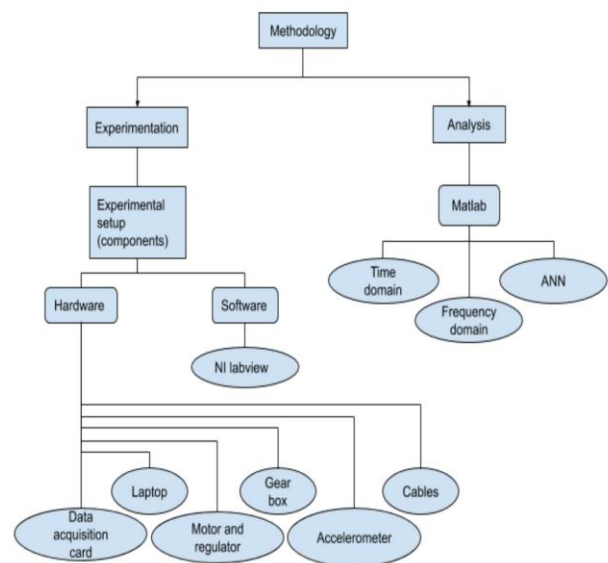 Methodology
Experimentation
Analysis
Experimental
setup
(components)
Matlab
Time
domain
ANN
Frequency
domain
Hardware
Software
NI labview
Laptop
Gear
box
Cables
Data
acquisition
card
Motor and
regulator
Accelerometer